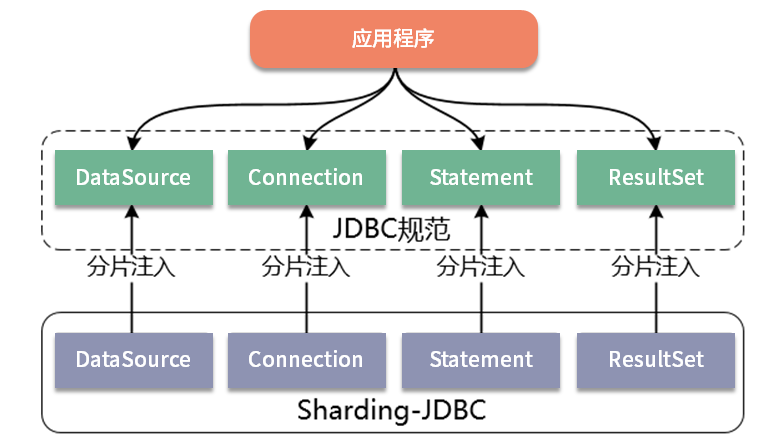 应用程序
DataSource Connection Statement ResultSet
JDBC规范
分片注入 分片注入 分片注入 分片注入
DataSource Connection Statement ResultSet
Sharding-JDBC